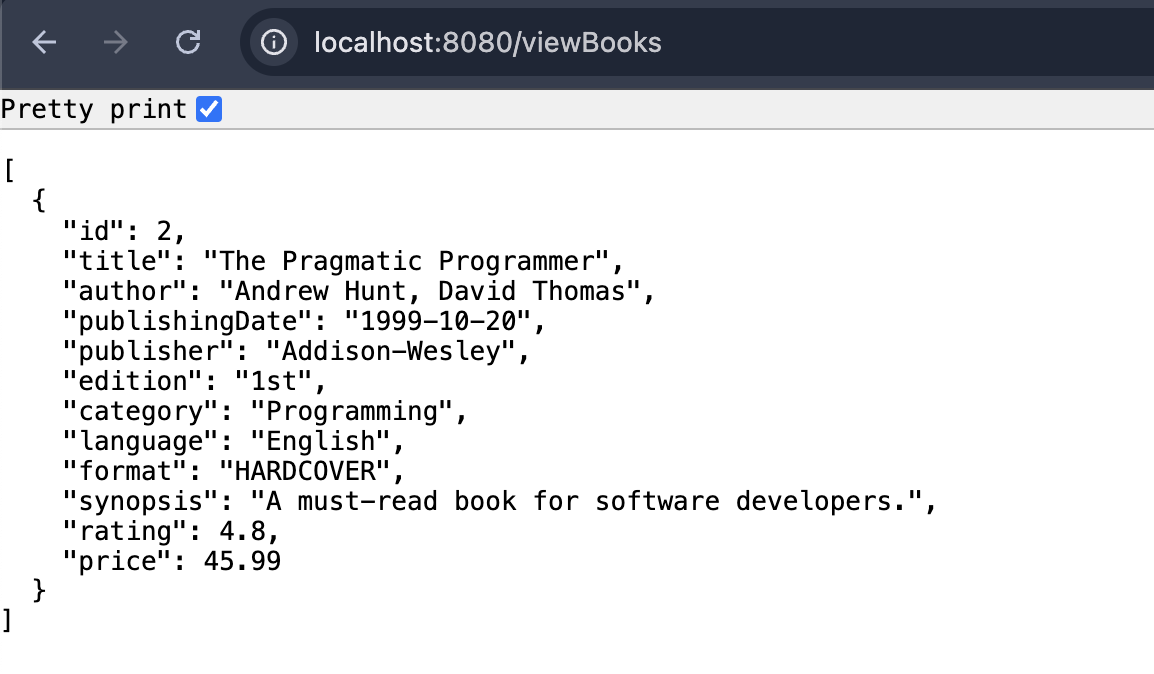 localhost:8080/viewBooks
Pretty print
[
  {
    "id": 2,
    "title": "The Pragmatic Programmer",
    "author": "Andrew Hunt, David Thomas",
    "publishingDate": "1999-10-20",
    "publisher": "Addison-Wesley",
    "edition": "1st",
    "category": "Programming",
    "language": "English",
    "format": "HARDCOVER",
    "synopsis": "A must-read book for software developers.",
    "rating": 4.8,
    "price": 45.99
  }
]